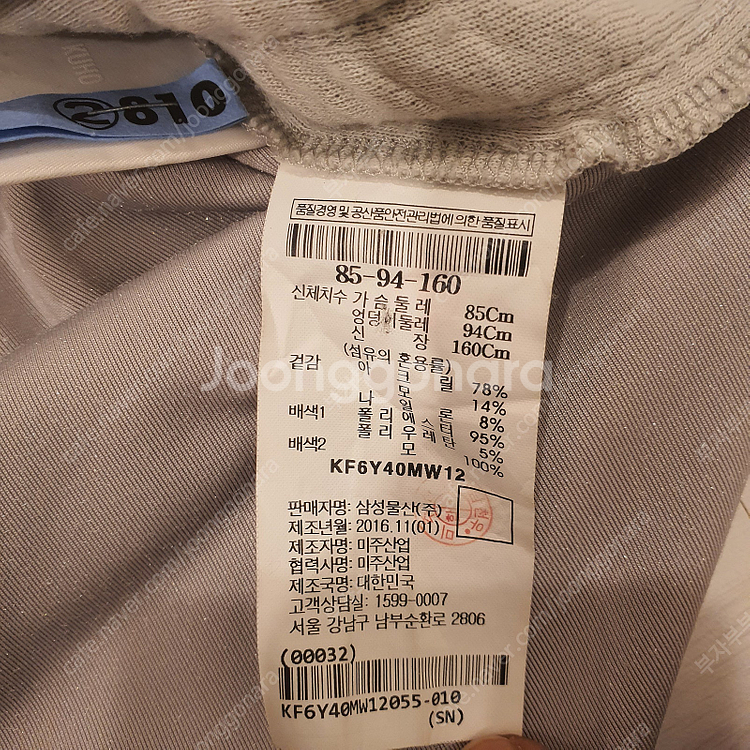 KUHO
② 810
품질경영 및 공산품안전관리법에 의한 품질표시
85-94-160
신체치수 가슴둘레 85Cm
엉덩이둘레 94Cm
신장 160Cm
(섬유의 혼용률)
겉감 아크릴 78%
모 14%
나일론 8%
배색1 폴리에스터 95%
폴리우레탄 5%
배색2 모 100%
KF6Y40MW12
판매자명: 삼성물산(주)
제조년월: 2016.11(01)
제조자명: 미주산업
협력사명: 미주산업
제조국명: 대한민국
고객상담실: 1599-0007
서울 강남구 남부순환로 2806
(00032)
KF6Y40MW12055-010
(SN)
Joonggonara